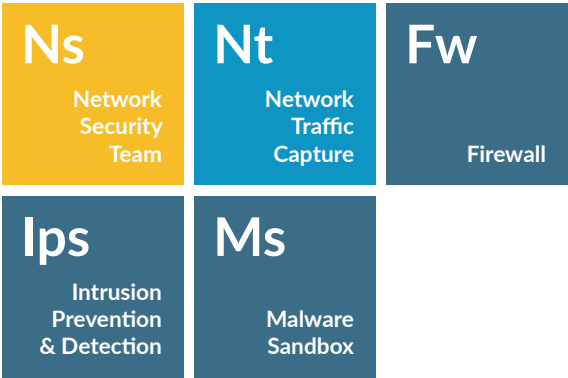 Ns
Network
Security
Team
Nt
Network
Traffic
Capture
Fw
Firewall
Ips
Intrusion
Prevention
& Detection
Ms
Malware
Sandbox